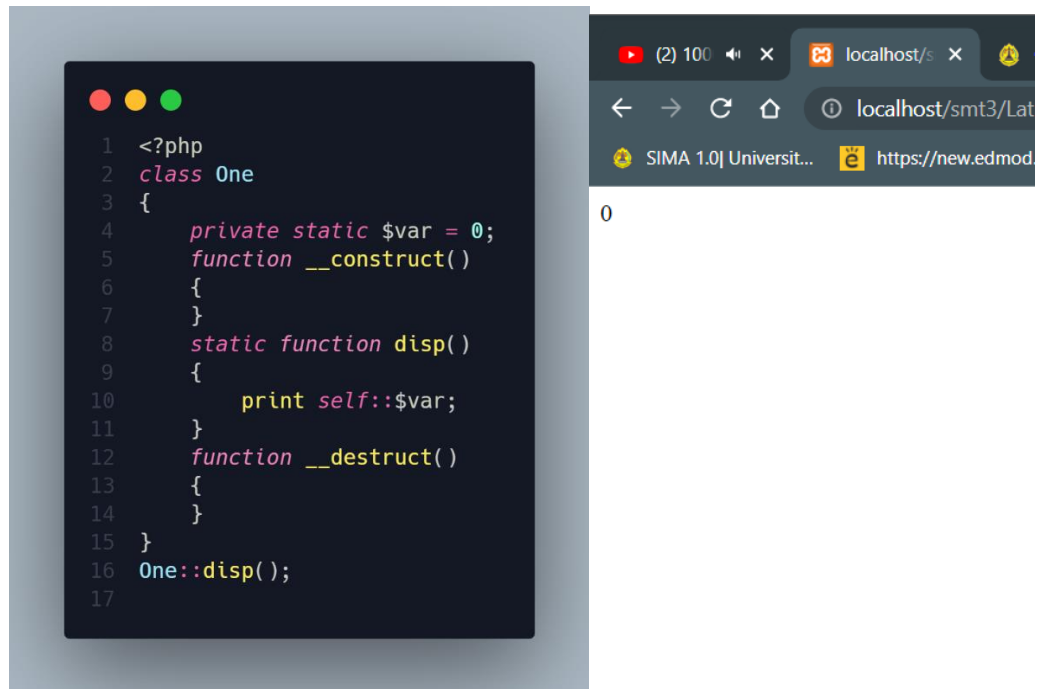 1 <?php
2 class One
3 {
4     private static $var = 0;
5     function __construct()
6     {
7     }
8     static function disp()
9     {
10         print self::$var;
11     }
12     function __destruct()
13     {
14     }
15 }
16 One::disp();
17
(2) 100 localhost/s
localhost/smt3/Lat
SIMA 1.0| Universit... ë https://new.edmod.
0